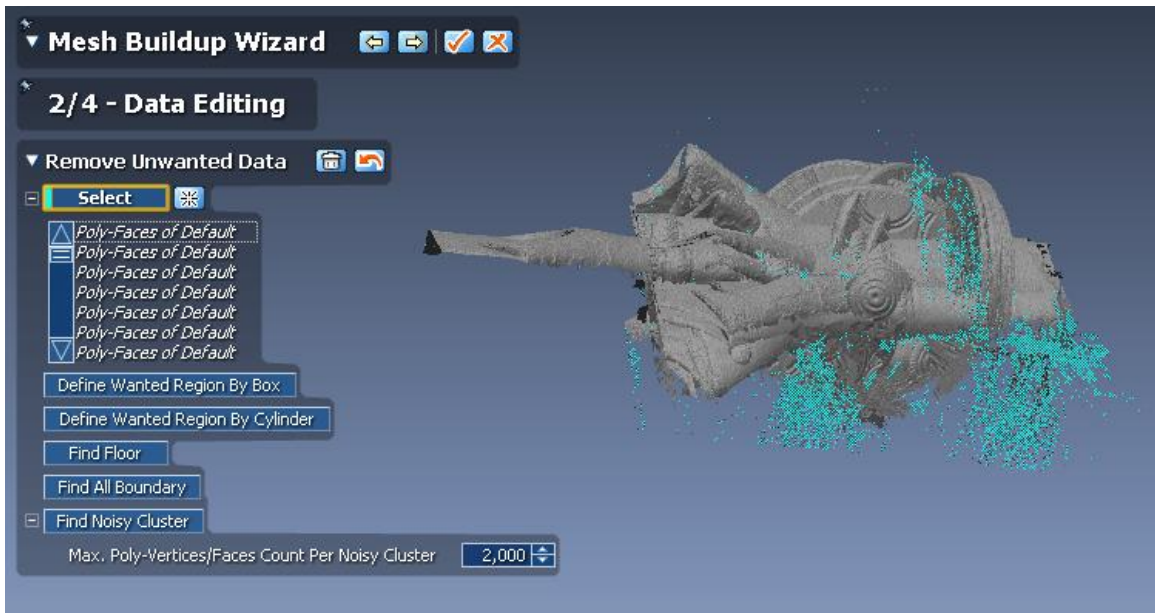 Mesh Buildup Wizard
2/4 - Data Editing
Remove Unwanted Data
Select
Poly-Faces of Default
Poly-Faces of Default
Poly-Faces of Default
Poly-Faces of Default
Poly-Faces of Default
Poly-Faces of Default
Poly-Faces of Default
Define Wanted Region By Box
Define Wanted Region By Cylinder
Find Floor
Find All Boundary
Find Noisy Cluster
Max. Poly-Vertices/Faces Count Per Noisy Cluster 2,000